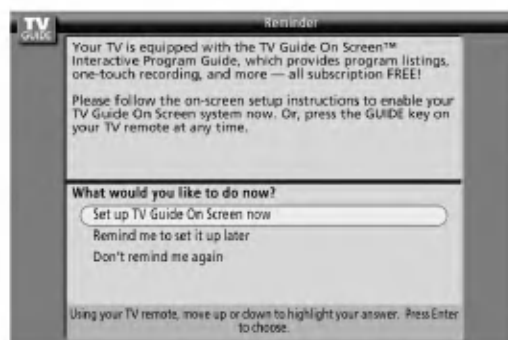 TV
GUIDE
Reminder
Your TV is equipped with the TV Guide On Screen™
Interactive Program Guide, which provides program listings,
one-touch recording, and more — all subscription FREE!
Please follow the on-screen setup instructions to enable your
TV Guide On Screen system now. Or, press the GUIDE key on
your TV remote at any time.
What would you like to do now?
Set up TV Guide On Screen now
Remind me to set it up later
Don't remind me again
Using your TV remote, move up or down to highlight your answer. Press Enter
to choose.